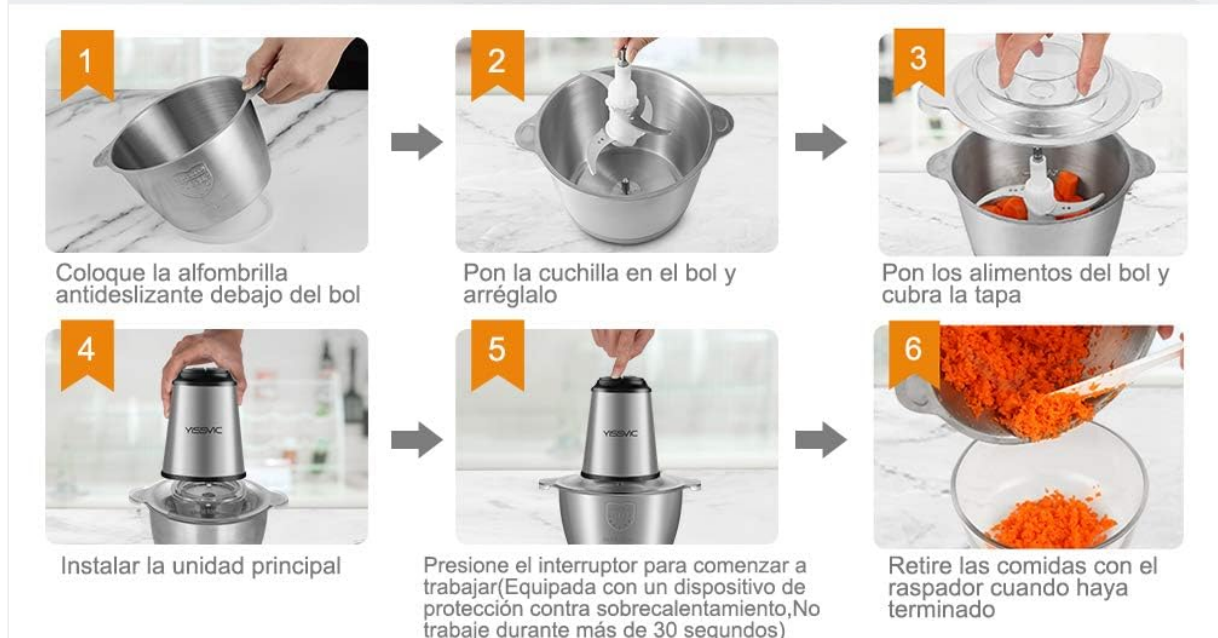 1
2
3
Coloque la alfombrilla
antideslizante debajo del bol
Pon la cuchilla en el bol y
arréglalo
Pon los alimentos del bol y
cubra la tapa
4
5
6
YISSVIC
YISSVIC
Instalar la unidad principal
Presione el interruptor para comenzar a
trabajar(Equipada con un dispositivo de
protección contra sobrecalentamiento,No
trabaje durante más de 30 segundos)
Retire las comidas con el
raspador cuando haya
terminado